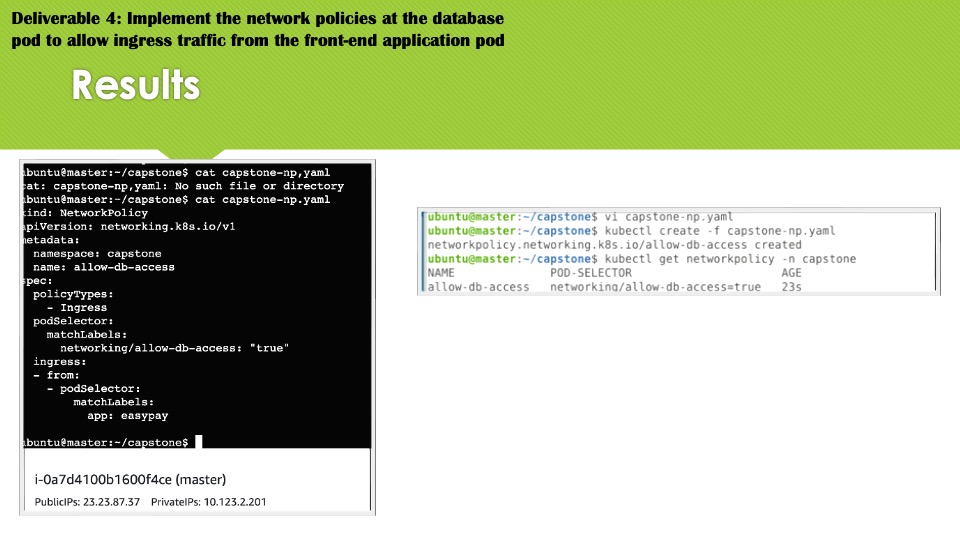 Deliverable 4: Implement the network policies at the database
pod to allow ingress traffic from the front-end application pod
Results
ubuntu@master:~/capstone$ cat capstone-np,yaml
cat: capstone-np,yaml: No such file or directory
ubuntu@master:~/capstone$ cat capstone-np.yaml
kind: NetworkPolicy
apiVersion: networking.k8s.io/v1
metadata:
  namespace: capstone
  name: allow-db-access
spec:
  policyTypes:
    - Ingress
  podSelector:
    matchLabels:
      networking/allow-db-access: "true"
  ingress:
  - from:
    - podSelector:
        matchLabels:
          app: easypay
ubuntu@master:~/capstone$
i-0a7d4100b1600f4ce (master)
PublicIPs: 23.23.87.37 PrivateIPs: 10.123.2.201
ubuntu@master:~/capstone$ vi capstone-np.yaml
ubuntu@master:~/capstone$ kubectl create -f capstone-np.yaml
networkpolicy.networking.k8s.io/allow-db-access created
ubuntu@master:~/capstone$ kubectl get networkpolicy -n capstone
NAME POD-SELECTOR AGE
allow-db-access networking/allow-db-access=true 23s